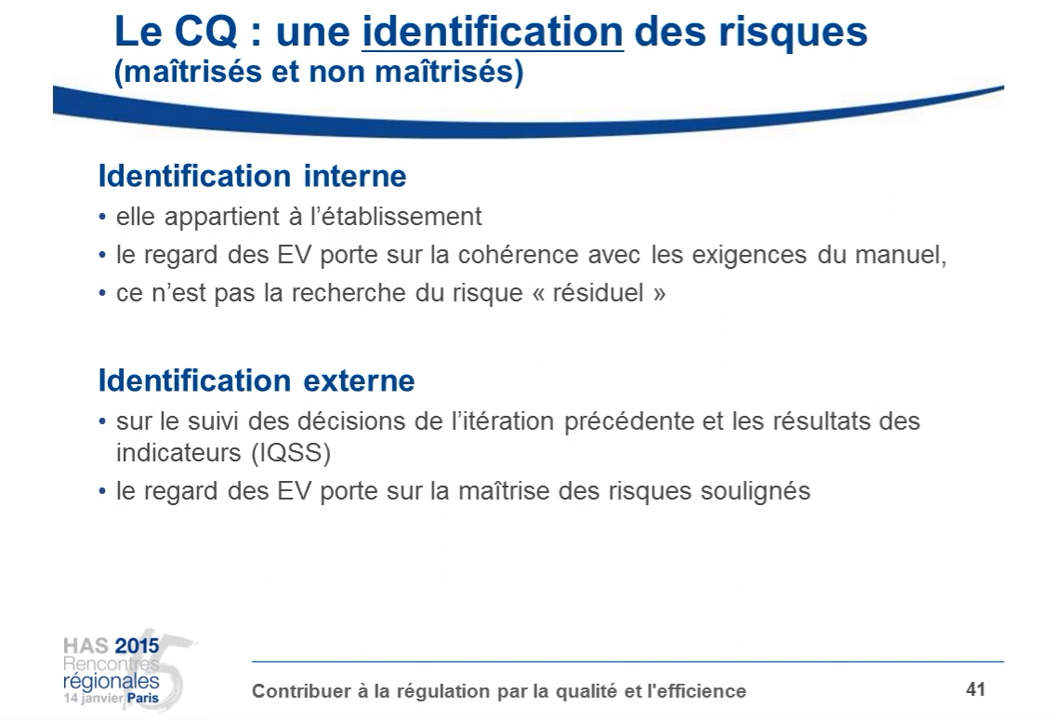 Le CQ : une identification des risques
(maîtrisés et non maîtrisés)
Identification interne
• elle appartient à l’établissement
• le regard des EV porte sur la cohérence avec les exigences du manuel,
• ce n’est pas la recherche du risque « résiduel »
Identification externe
• sur le suivi des décisions de l’itération précédente et les résultats des
indicateurs (IQSS)
• le regard des EV porte sur la maîtrise des risques soulignés
HAS 2015
Rencontres
régionales
14 janvier Paris
15
Contribuer à la régulation par la qualité et l'efficience
41